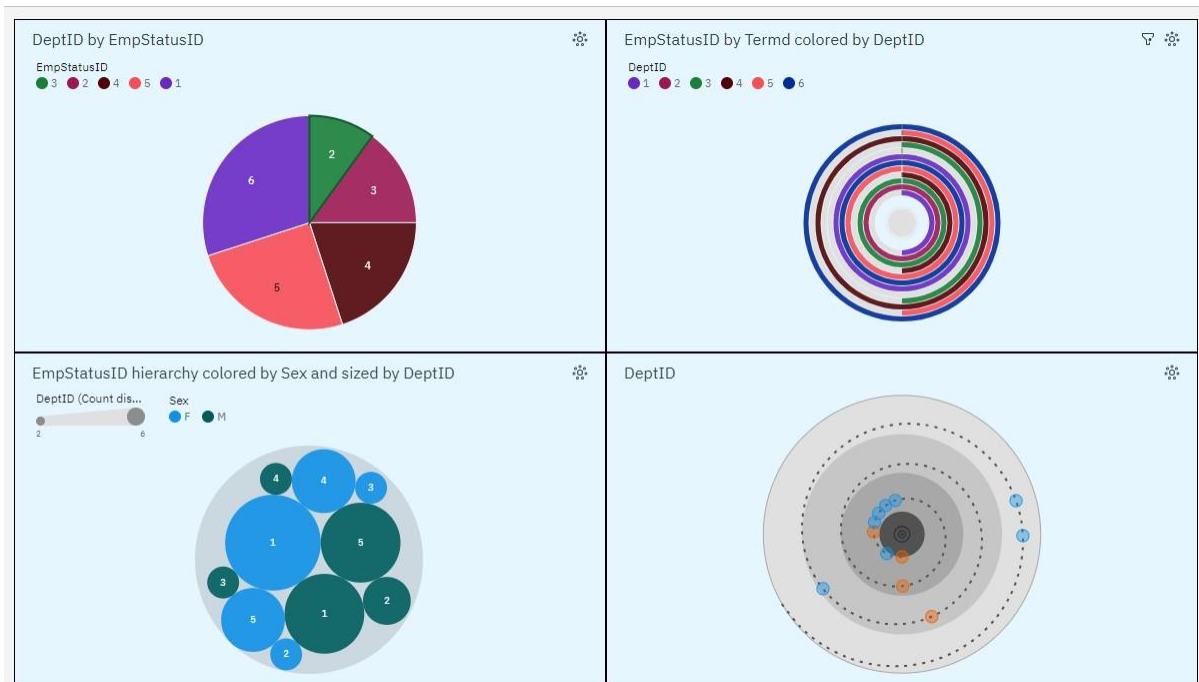 DeptID by EmpStatusID
EmpStatusID
3 2 4 5 1
2
3
6
4
5
EmpStatusID by Termd colored by DeptID
DeptID
1 2 3 4 5 6
EmpStatusID hierarchy colored by Sex and sized by DeptID
DeptID (Count dis...
2 6
Sex
F M
4
4
3
1
5
3
2
1
5
2
DeptID